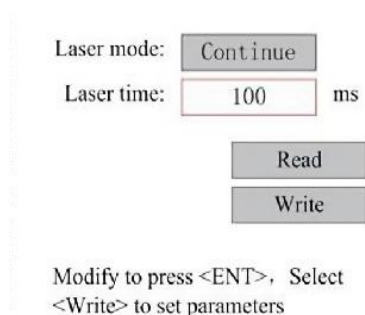 Laser mode: Continue
Laser time: 100 ms
Read
Write
Modify to press <ENT>, Select
<Write> to set parameters